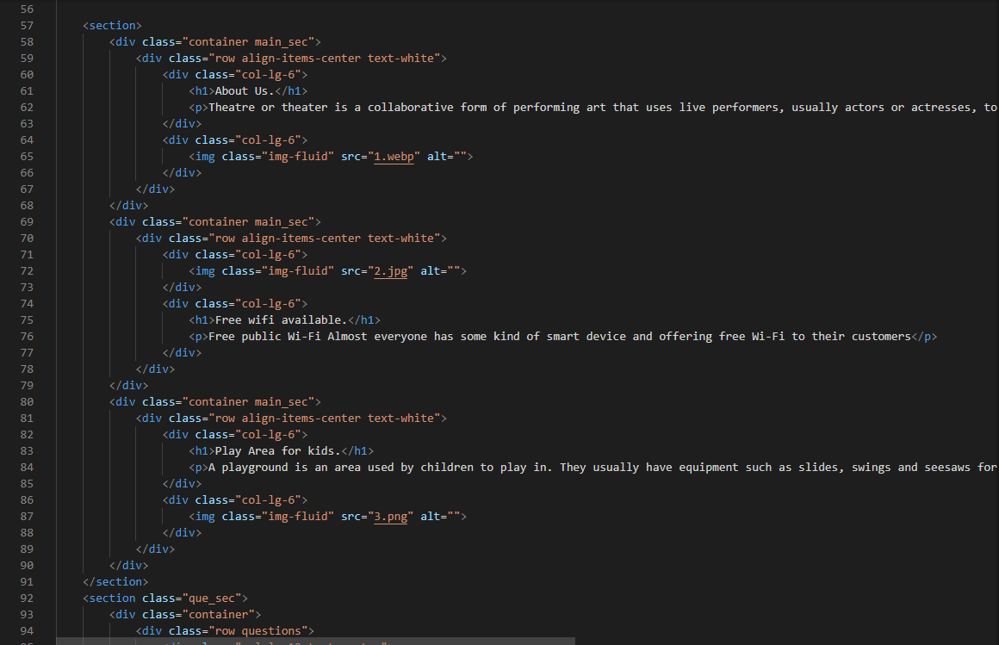 56
57 <section>
58 <div class="container main_sec">
59 <div class="row align-items-center text-white">
60 <div class="col-lg-6">
61 <h1>About Us.</h1>
62 <p>Theatre or theater is a collaborative form of performing art that uses live performers, usually actors or actresses, to
63 </div>
64 <div class="col-lg-6">
65 <img class="img-fluid" src="1.webp" alt="">
66 </div>
67 </div>
68 </div>
69 <div class="container main_sec">
70 <div class="row align-items-center text-white">
71 <div class="col-lg-6">
72 <img class="img-fluid" src="2.jpg" alt="">
73 </div>
74 <div class="col-lg-6">
75 <h1>Free wifi available.</h1>
76 <p>Free public Wi-Fi Almost everyone has some kind of smart device and offering free Wi-Fi to their customers</p>
77 </div>
78 </div>
79 </div>
80 <div class="container main_sec">
81 <div class="row align-items-center text-white">
82 <div class="col-lg-6">
83 <h1>Play Area for kids.</h1>
84 <p>A playground is an area used by children to play in. They usually have equipment such as slides, swings and seesaws for
85 </div>
86 <div class="col-lg-6">
87 <img class="img-fluid" src="3.png" alt="">
88 </div>
89 </div>
90 </div>
91 </section>
92 <section class="que_sec">
93 <div class="container">
94 <div class="row questions">